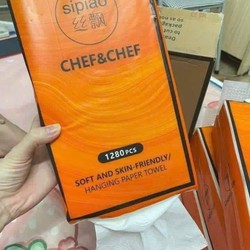 sipiao
丝飘
CHEF&CHEF
1280PCS
SOFT AND SKIN-FRIENDLY/
HANGING PAPER TOWEL